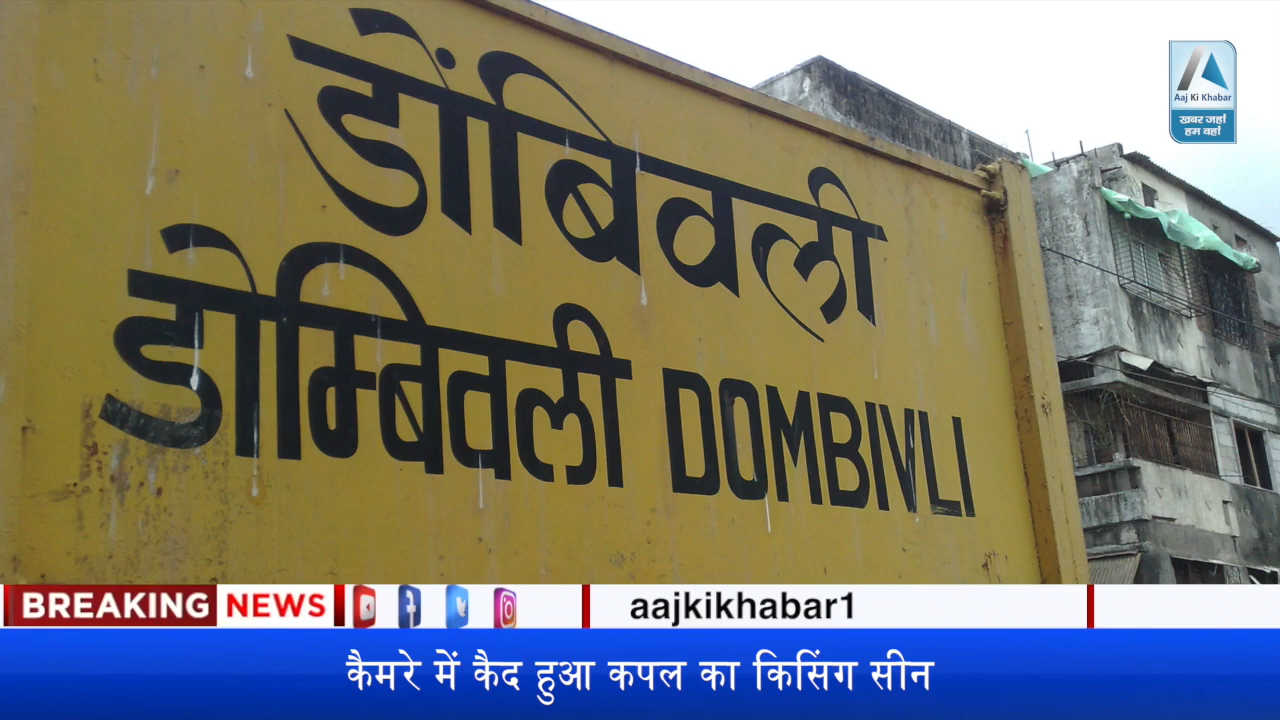 डोंबिवली
डोम्बिवली DOMBIVLI
Aaj Ki Khabar
खबर जहां
हम वहां
BREAKING NEWS
aajkikhabar1
कैमरे में कैद हुआ कपल का किसिंग सीन